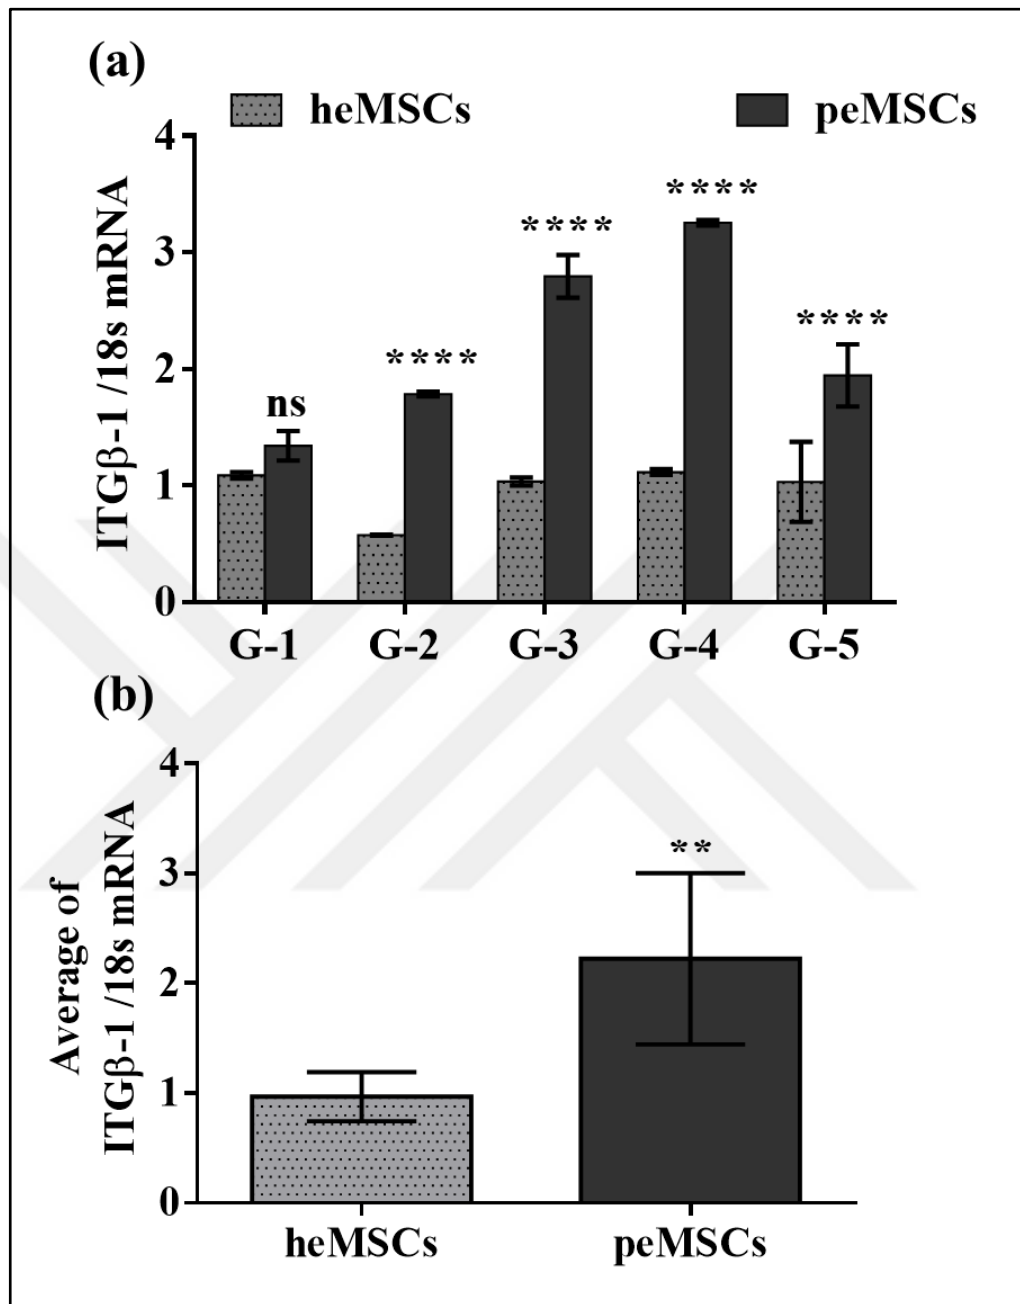 (a)
heMSCs
peMSCs
ITGβ-1 /18s mRNA
4
3
2
1
0
ns
****
****
****
****
G-1
G-2
G-3
G-4
G-5
(b)
Average of
ITGβ-1 /18s mRNA
4
3
2
1
0
**
heMSCs
peMSCs